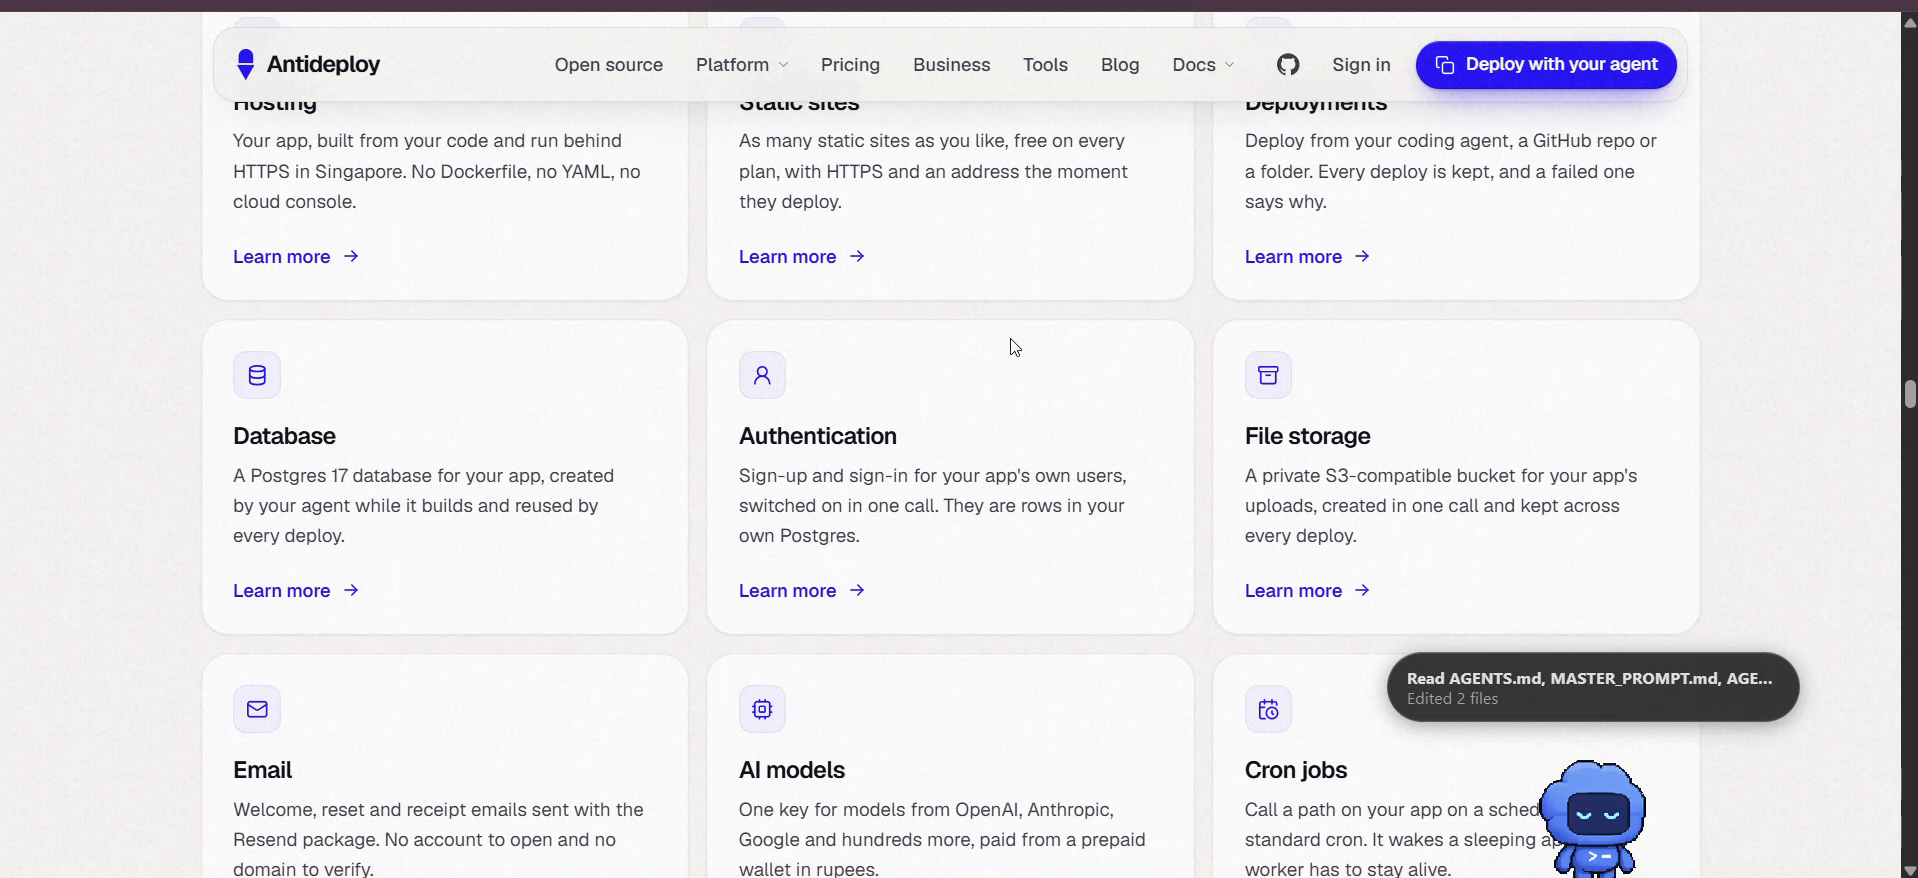 Antideploy
Open source
Platform
Pricing
Business
Tools
Blog
Docs
Sign in
Deploy with your agent
Hosting
Your app, built from your code and run behind
HTTPS in Singapore. No Dockerfile, no YAML, no
cloud console.
Learn more
Static sites
As many static sites as you like, free on every
plan, with HTTPS and an address the moment
they deploy.
Learn more
Deployments
Deploy from your coding agent, a GitHub repo or
a folder. Every deploy is kept, and a failed one
says why.
Learn more
Database
A Postgres 17 database for your app, created
by your agent while it builds and reused by
every deploy.
Learn more
Authentication
Sign-up and sign-in for your app's own users,
switched on in one call. They are rows in your
own Postgres.
Learn more
File storage
A private S3-compatible bucket for your app's
uploads, created in one call and kept across
every deploy.
Learn more
Read AGENTS.md, MASTER_PROMPT.md, AGE...
Edited 2 files
Email
Welcome, reset and receipt emails sent with the
Resend package. No account to open and no
domain to verify.
AI models
One key for models from OpenAI, Anthropic,
Google and hundreds more, paid from a prepaid
wallet in rupees.
Cron jobs
Call a path on your app on a
standard cron. It wakes a sleeping
worker has to stay alive.